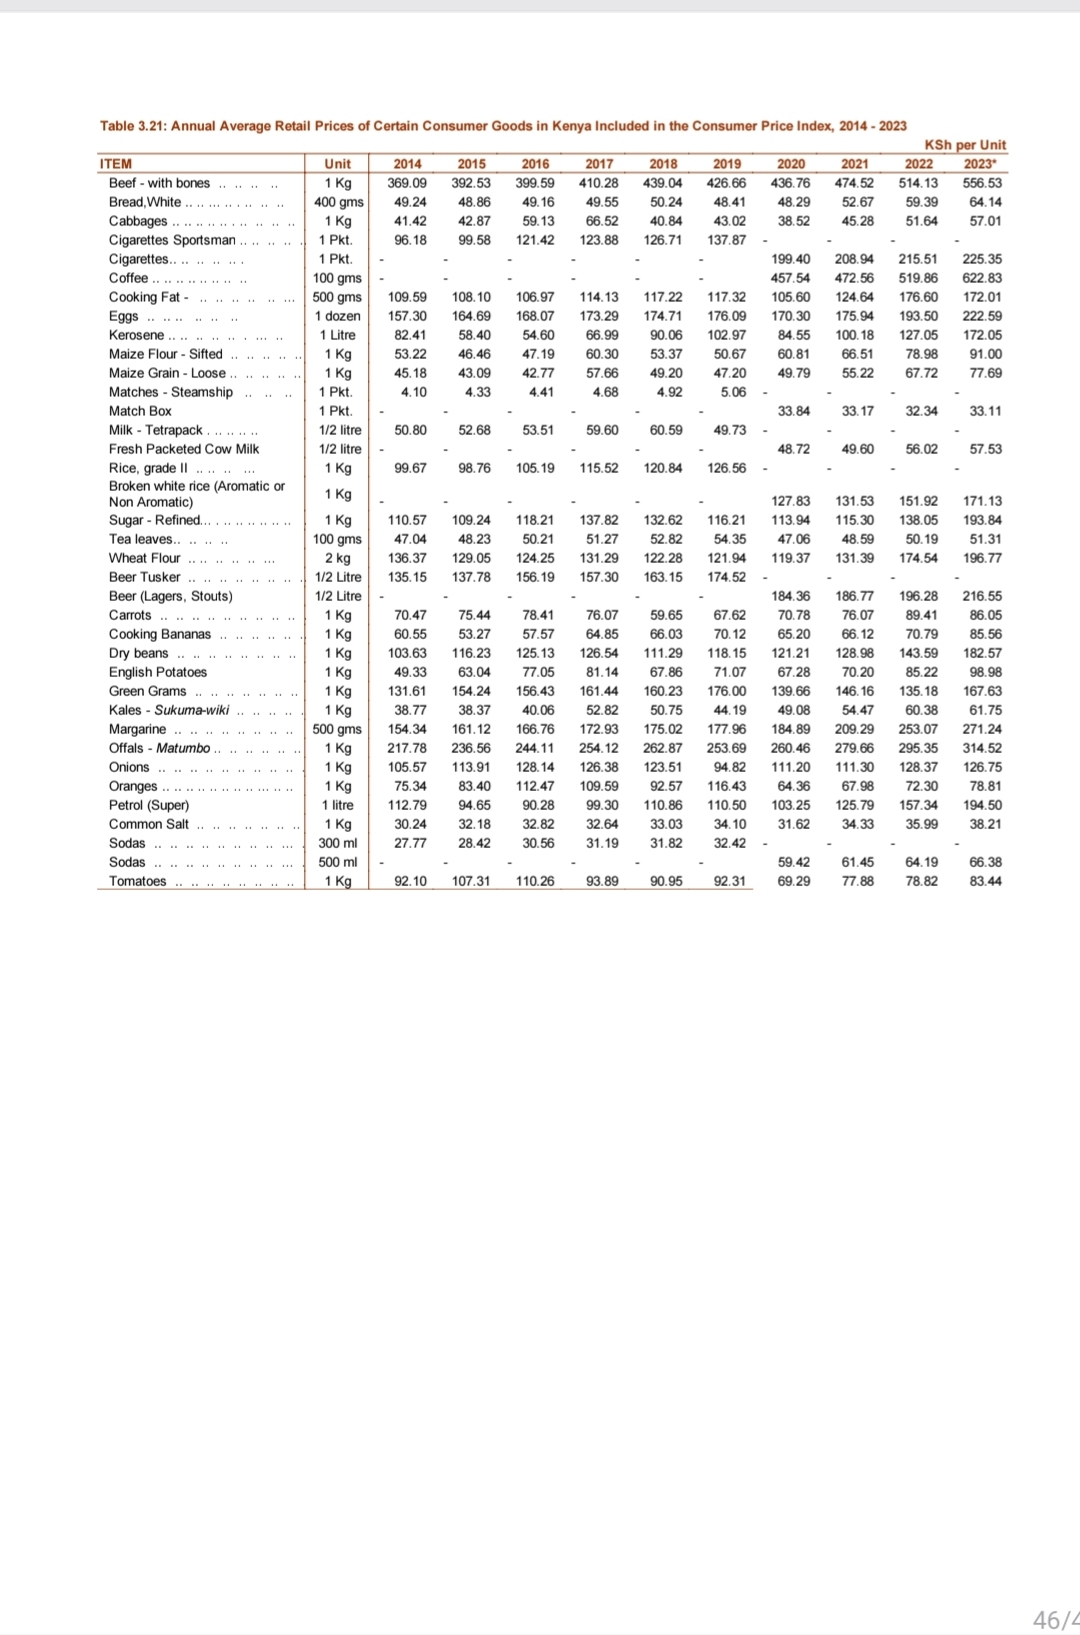 Table 3.21: Annual Average Retail Prices of Certain Consumer Goods in Kenya Included in the Consumer Price Index, 2014 - 2023
KSh per Unit
ITEM Unit 2014 2015 2016 2017 2018 2019 2020 2021 2022 2023*
Beef - with bones .. .. .. .. 1 Kg 369.09 392.53 399.59 410.28 439.04 426.66 436.76 474.52 514.13 556.53
Bread,White .. ... ... .. .. .. 400 gms 49.24 48.86 49.16 49.55 50.24 48.41 48.29 52.67 59.39 64.14
Cabbages .. .. .. .. .. .. .. .. 1 Kg 41.42 42.87 59.13 66.52 40.84 43.02 38.52 45.28 51.64 57.01
Cigarettes Sportsman .. .. .. .. 1 Pkt. 96.18 99.58 121.42 123.88 126.71 137.87 - - - -
Cigarettes.. .. .. .. .. . 1 Pkt. - - - - - - 199.40 208.94 215.51 225.35
Coffee .. .. .. .. .. .. .. 100 gms - - - - - - 457.54 472.56 519.86 622.83
Cooking Fat - .. .. .. .. .. ... 500 gms 109.59 108.10 106.97 114.13 117.22 117.32 105.60 124.64 176.60 172.01
Eggs .. .. .. .. .. .. 1 dozen 157.30 164.69 168.07 173.29 174.71 176.09 170.30 175.94 193.50 222.59
Kerosene .. .. .. .. .. ... .. 1 Litre 82.41 58.40 54.60 66.99 90.06 102.97 84.55 100.18 127.05 172.05
Maize Flour - Sifted .. .. .. .. .. 1 Kg 53.22 46.46 47.19 60.30 53.37 50.67 60.81 66.51 78.98 91.00
Maize Grain - Loose .. .. .. .. .. 1 Kg 45.18 43.09 42.77 57.66 49.20 47.20 49.79 55.22 67.72 77.69
Matches - Steamship .. .. .. 1 Pkt. 4.10 4.33 4.41 4.68 4.92 5.06 - - - -
Match Box 1 Pkt. - - - - - - 33.84 33.17 32.34 33.11
Milk - Tetrapack . .. .. .. .. 1/2 litre 50.80 52.68 53.51 59.60 60.59 49.73 - - - -
Fresh Packeted Cow Milk 1/2 litre - - - - - - 48.72 49.60 56.02 57.53
Rice, grade II .. .. .. ... 1 Kg 99.67 98.76 105.19 115.52 120.84 126.56 - - - -
Broken white rice (Aromatic or
Non Aromatic) 1 Kg - - - - - - 127.83 131.53 151.92 171.13
Sugar - Refined... . .. .. .. .. .. 1 Kg 110.57 109.24 118.21 137.82 132.62 116.21 113.94 115.30 138.05 193.84
Tea leaves.. .. .. .. 100 gms 47.04 48.23 50.21 51.27 52.82 54.35 47.06 48.59 50.19 51.31
Wheat Flour .. .. .. .. ... 2 kg 136.37 129.05 124.25 131.29 122.28 121.94 119.37 131.39 174.54 196.77
Beer Tusker .. .. .. .. .. .. .. 1/2 Litre 135.15 137.78 156.19 157.30 163.15 174.52 - - - -
Beer (Lagers, Stouts) 1/2 Litre - - - - - - 184.36 186.77 196.28 216.55
Carrots .. .. .. .. .. .. .. .. 1 Kg 70.47 75.44 78.41 76.07 59.65 67.62 70.78 76.07 89.41 86.05
Cooking Bananas .. .. .. .. .. 1 Kg 60.55 53.27 57.57 64.85 66.03 70.12 65.20 66.12 70.79 85.56
Dry beans .. .. .. .. .. .. .. 1 Kg 103.63 116.23 125.13 126.54 111.29 118.15 121.21 128.98 143.59 182.57
English Potatoes 1 Kg 49.33 63.04 77.05 81.14 67.86 71.07 67.28 70.20 85.22 98.98
Green Grams .. .. .. .. .. .. 1 Kg 131.61 154.24 156.43 161.44 160.23 176.00 139.66 146.16 135.18 167.63
Kales - Sukuma-wiki .. .. .. .. . 1 Kg 38.77 38.37 40.06 52.82 50.75 44.19 49.08 54.47 60.38 61.75
Margarine .. .. .. .. .. .. .. 500 gms 154.34 161.12 166.76 172.93 175.02 177.96 184.89 209.29 253.07 271.24
Offals - Matumbo .. .. .. .. .. .. 1 Kg 217.78 236.56 244.11 254.12 262.87 253.69 260.46 279.66 295.35 314.52
Onions .. .. .. .. .. .. .. .. 1 Kg 105.57 113.91 128.14 126.38 123.51 94.82 111.20 111.30 128.37 126.75
Oranges .. .. .. .. .. .. ... .. .. 1 Kg 75.34 83.40 112.47 109.59 92.57 116.43 64.36 67.98 72.30 78.81
Petrol (Super) 1 litre 112.79 94.65 90.28 99.30 110.86 110.50 103.25 125.79 157.34 194.50
Common Salt .. .. .. .. .. .. 1 Kg 30.24 32.18 32.82 32.64 33.03 34.10 31.62 34.33 35.99 38.21
Sodas .. .. .. .. .. .. .. ... 300 ml 27.77 28.42 30.56 31.19 31.82 32.42 - - - -
Sodas .. .. .. .. .. .. .. ... 500 ml - - - - - - 59.42 61.45 64.19 66.38
Tomatoes .. .. .. .. .. .. .. 1 Kg 92.10 107.31 110.26 93.89 90.95 92.31 69.29 77.88 78.82 83.44
46/4